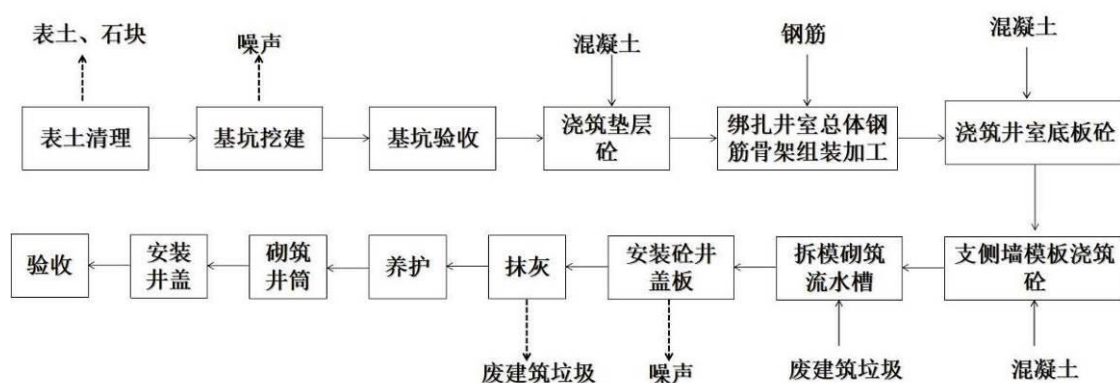 表土、石块
噪声
混凝土
钢筋
混凝土
表土清理
基坑挖建
基坑验收
浇筑垫层
砼
绑扎井室总体钢
筋骨架组装加工
浇筑井室底板砼
验收
安装
井盖
砌筑
井筒
养护
抹灰
安装砼井
盖板
拆模砌筑
流水槽
支侧墙模板浇筑
砼
废建筑垃圾
噪声
废建筑垃圾
混凝土